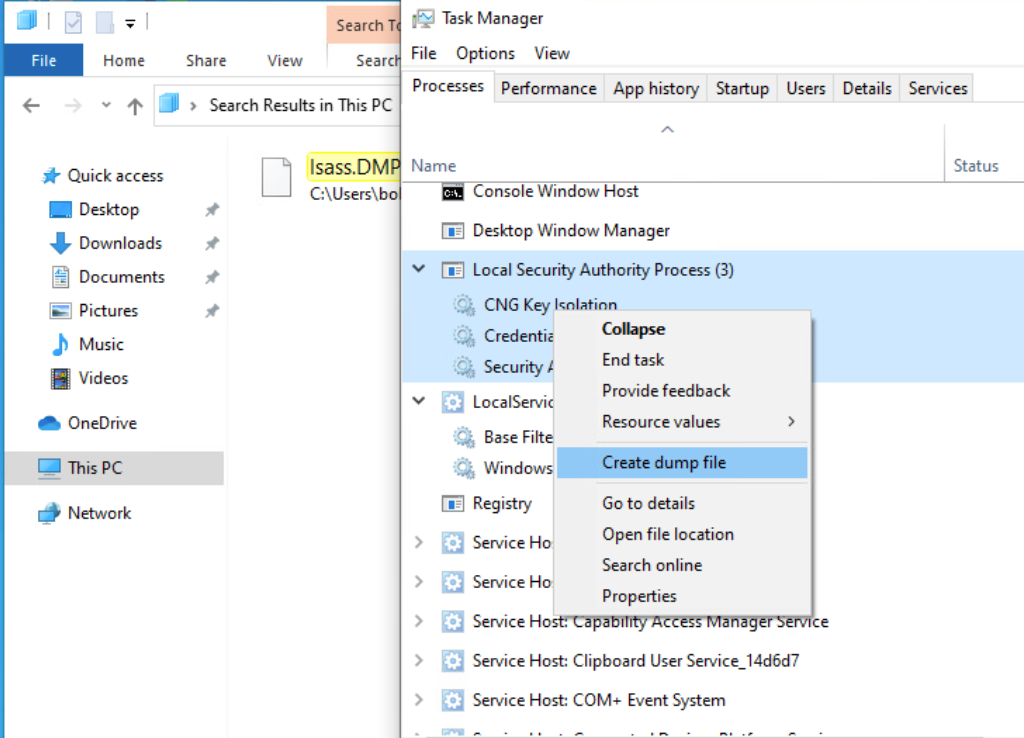 Search To
File
Home
Share
View
Search
Search Results in This PC
Quick access
Desktop
Downloads
Documents
Pictures
Music
Videos
OneDrive
This PC
Network
lsass.DMP
C:\Users\bo
Task Manager
File Options View
Processes Performance App history Startup Users Details Services
Name Status
Console Window Host
Desktop Window Manager
Local Security Authority Process (3)
CNG Key Isolation
Credentia
Security A
LocalServic
Base Filte
Windows
Registry
Service Ho
Service Ho
Service Host: Capability Access Manager Service
Service Host: Clipboard User Service_14d6d7
Service Host: COM+ Event System
Collapse
End task
Provide feedback
Resource values
Create dump file
Go to details
Open file location
Search online
Properties